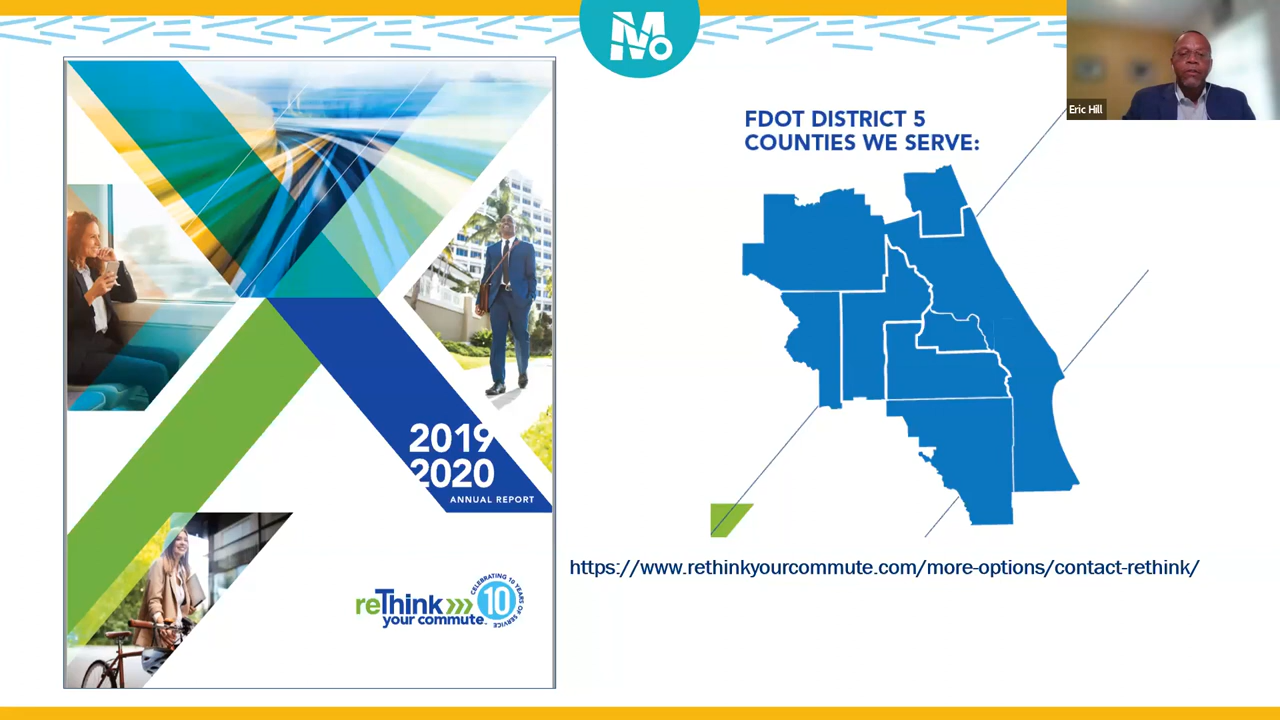 Mo
Eric Hill
FDOT DISTRICT 5
COUNTIES WE SERVE:
2019
2020
ANNUAL REPORT
reThink
your commute
CELEBRATING 10 YEARS OF SERVICE
10
https://www.rethinkyourcommute.com/more-options/contact-rethink/